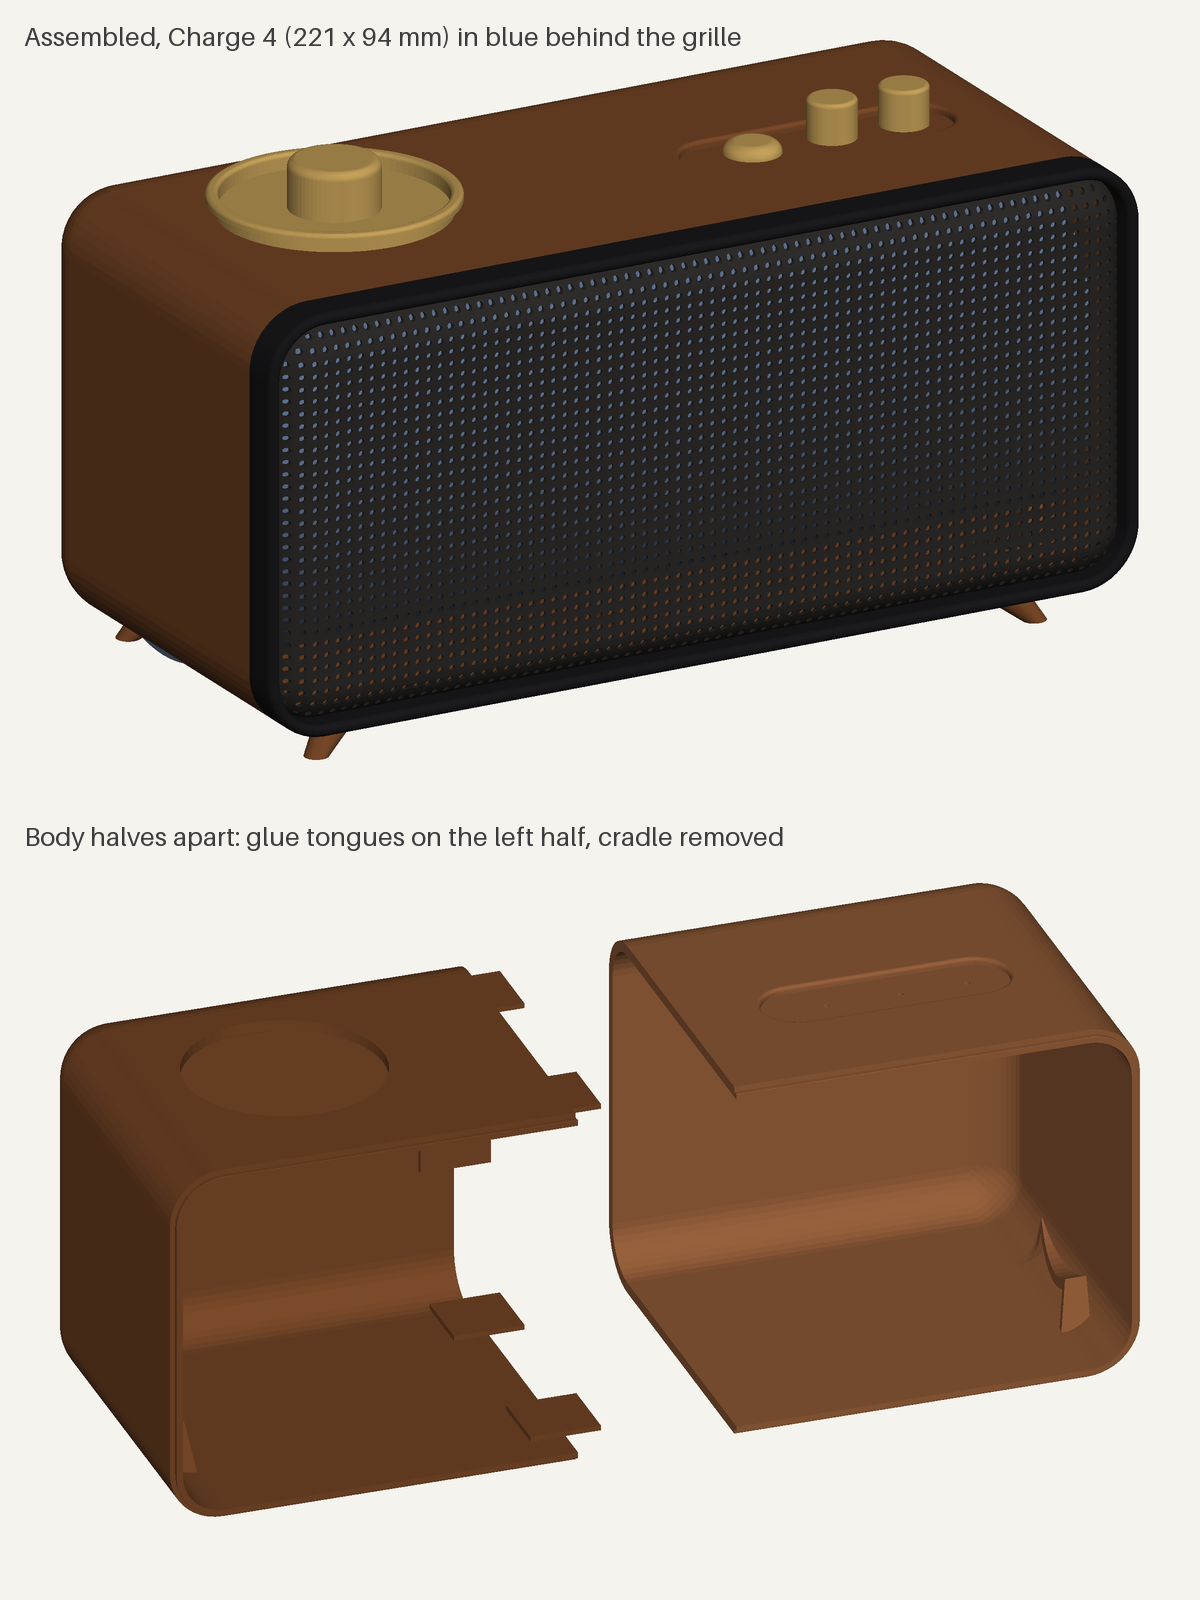 Assembled, Charge 4 (221 x 94 mm) in blue behind the grille
Body halves apart: glue tongues on the left half, cradle removed